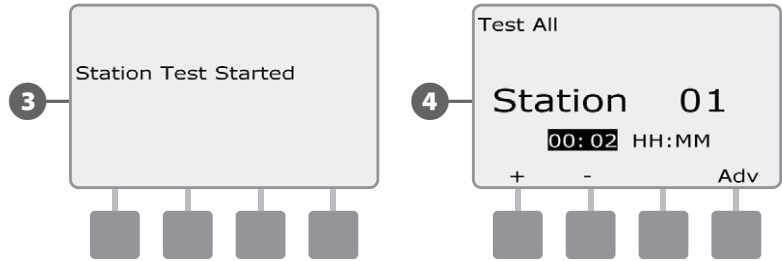 3
Station Test Started
4
Test All
Station 01
00:02 HH:MM
+ - Adv